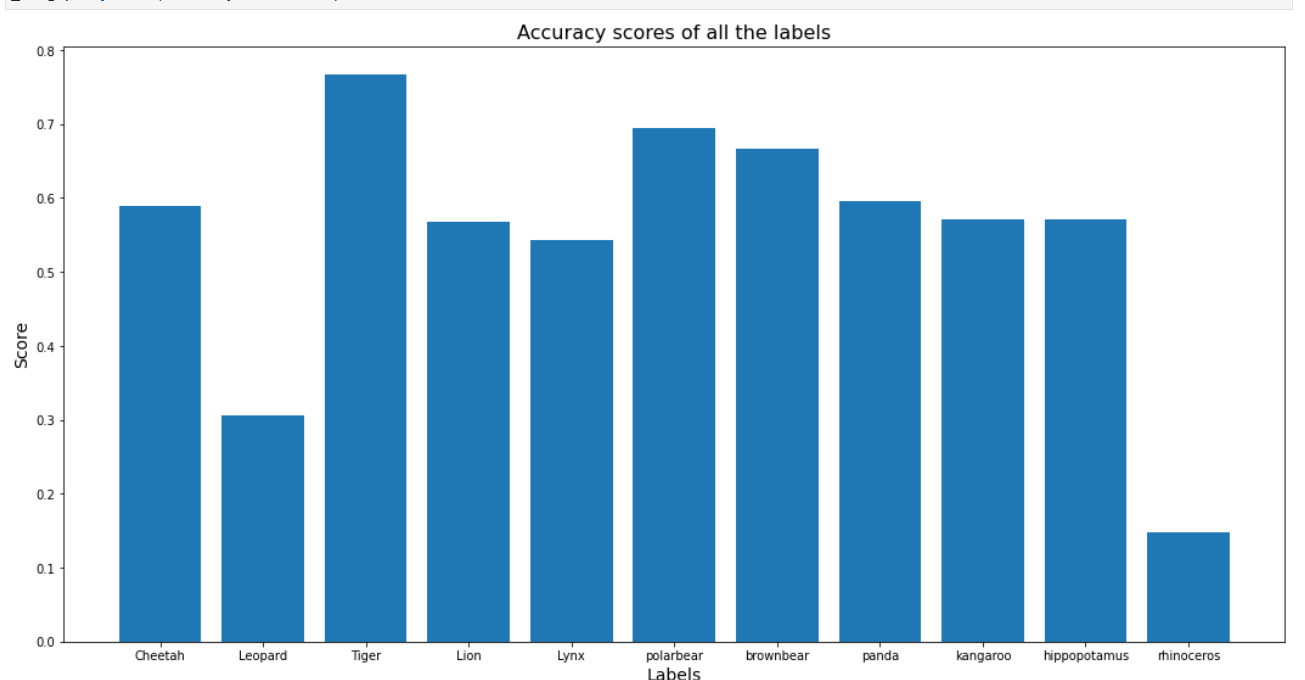 Accuracy scores of all the labels
0.8
0.7
0.6
0.5
0.4
0.3
0.2
0.1
0.0
Score
Cheetah Leopard Tiger Lion Lynx polarbear brownbear panda kangaroo hippopotamus rhinoceros
Labels